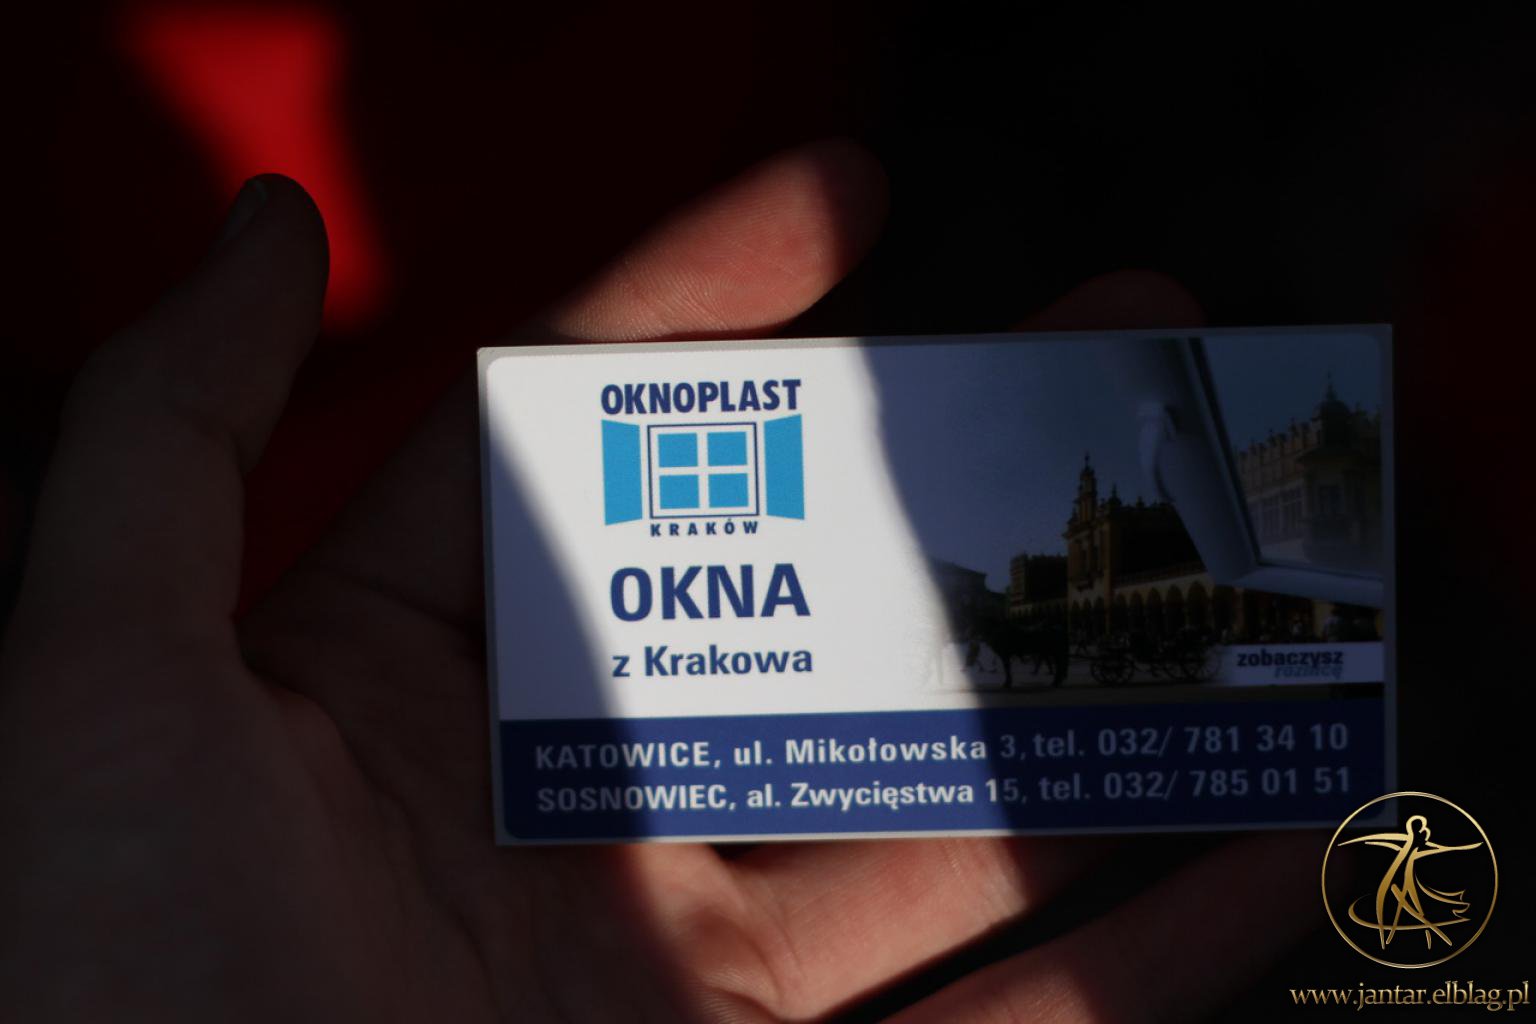 OKNOPLAST
KRAKÓW
OKNA
z Krakowa
zobaczysz
różnicę
KATOWICE, ul. Mikołowska 3, tel. 032/ 781 34 10
SOSNOWIEC, al. Zwycięstwa 15, tel. 032/ 785 01 51
www.jantar.elblag.pl